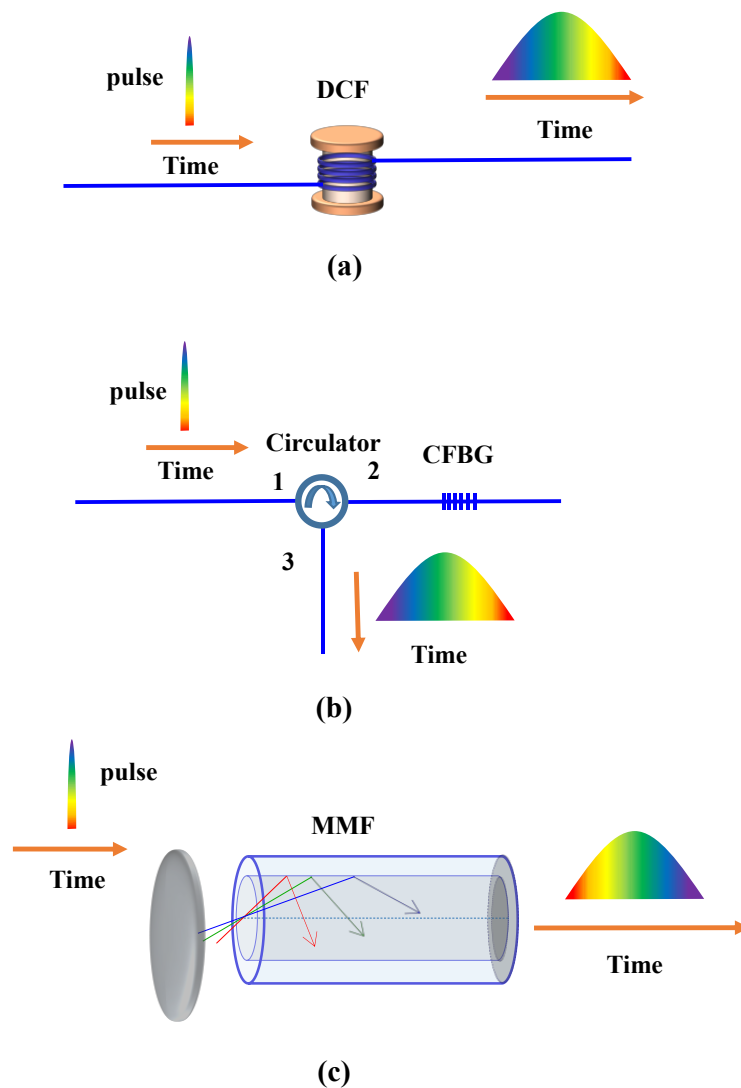 pulse
Time
DCF
Time
(a)
pulse
Time
Circulator
1
2
CFBG
3
Time
(b)
pulse
Time
MMF
Time
(c)